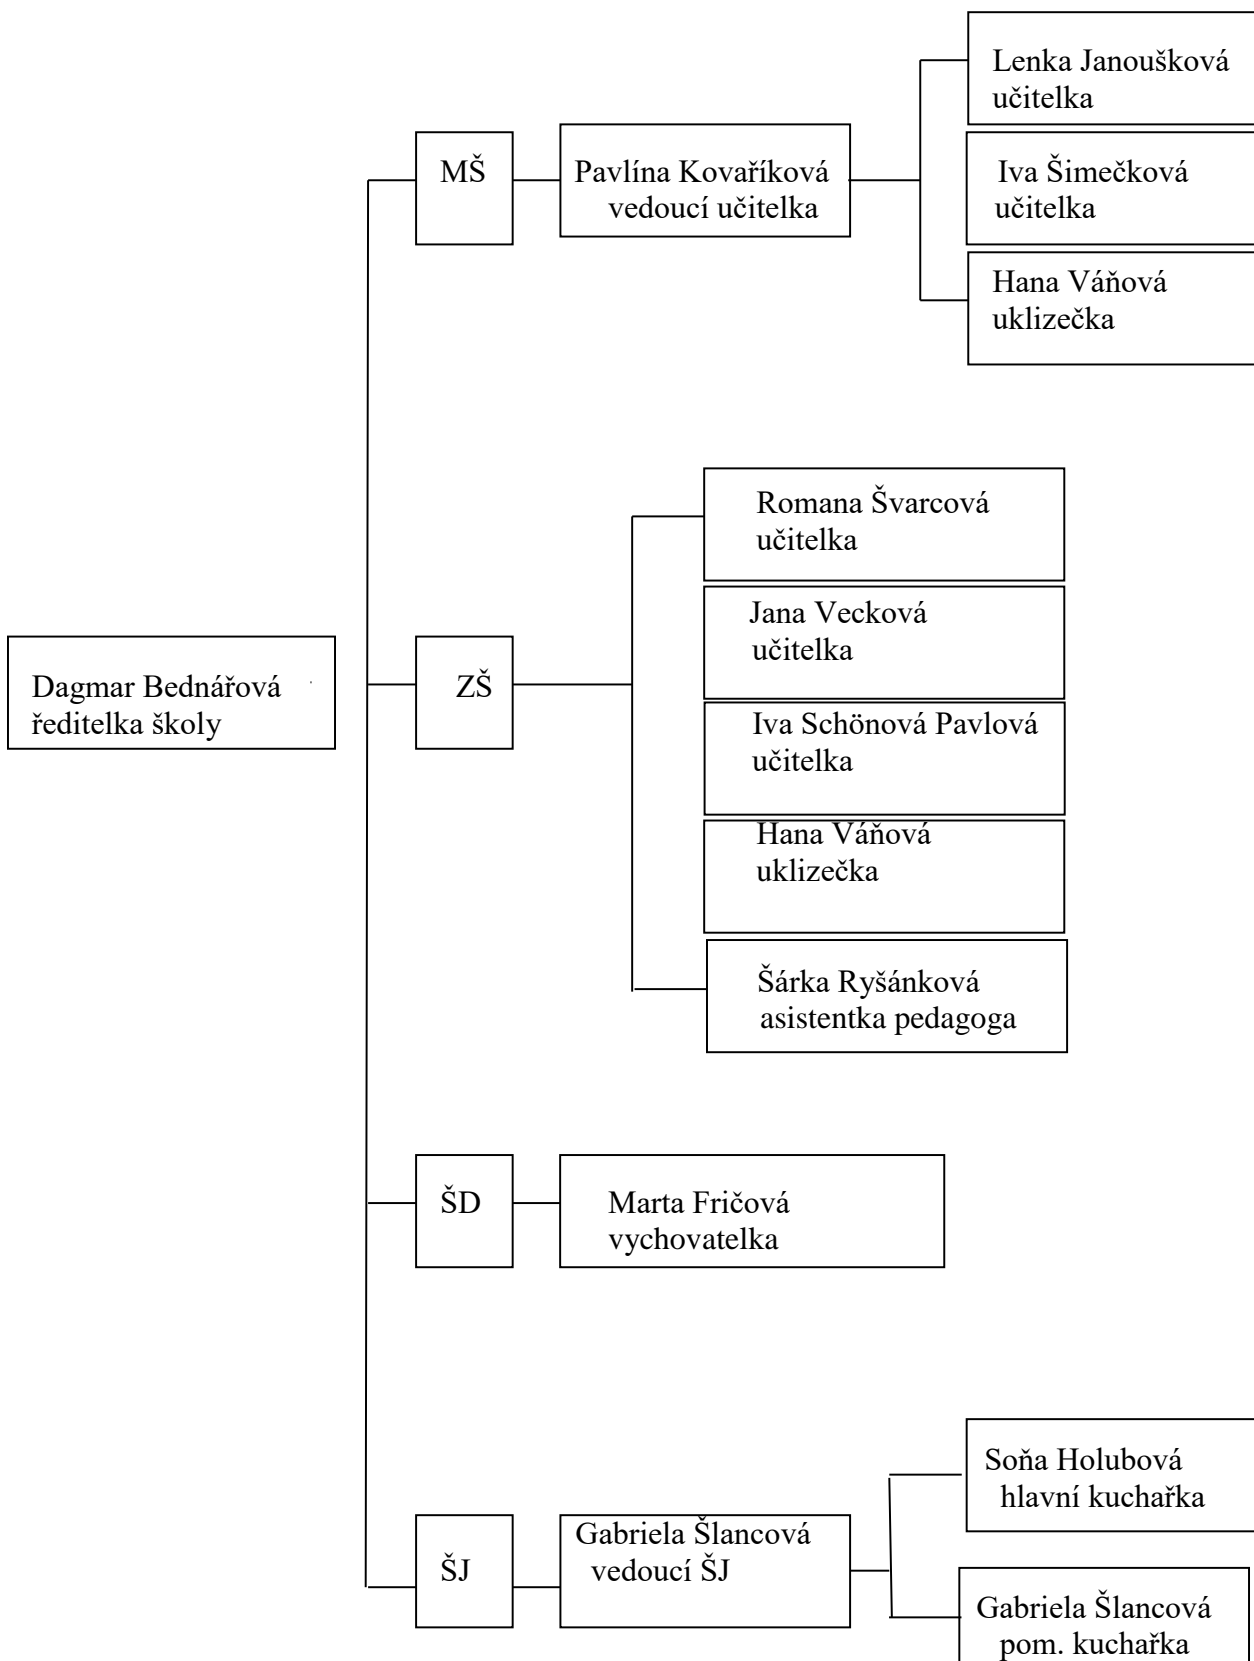 Lenka Janoušková
učitelka
MŠ
Pavlína Kovaříková
vedoucí učitelka
Iva Šimečková
učitelka
Hana Váňová
uklizečka
Romana Švarcová
učitelka
Jana Vecková
učitelka
Dagmar Bednářová
ředitelka školy
ZŠ
Iva Schönová Pavlová
učitelka
Hana Váňová
uklizečka
Šárka Ryšánková
asistentka pedagoga
ŠD
Marta Fričová
vychovatelka
Soňa Holubová
hlavní kuchařka
ŠJ
Gabriela Šlancová
vedoucí ŠJ
Gabriela Šlancová
pom. kuchařka